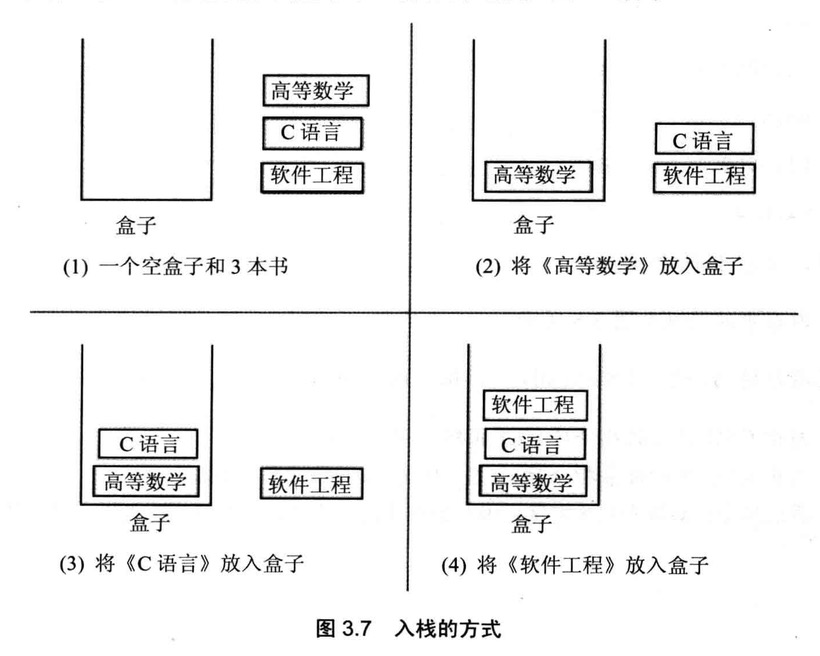 高等数学
C 语言
软件工程
盒子
(1) 一个空盒子和 3 本书
C 语言
高等数学
软件工程
盒子
(2) 将《高等数学》放入盒子
C 语言
高等数学
软件工程
盒子
(3) 将《C 语言》放入盒子
软件工程
C 语言
高等数学
盒子
(4) 将《软件工程》放入盒子
图 3.7 入栈的方式